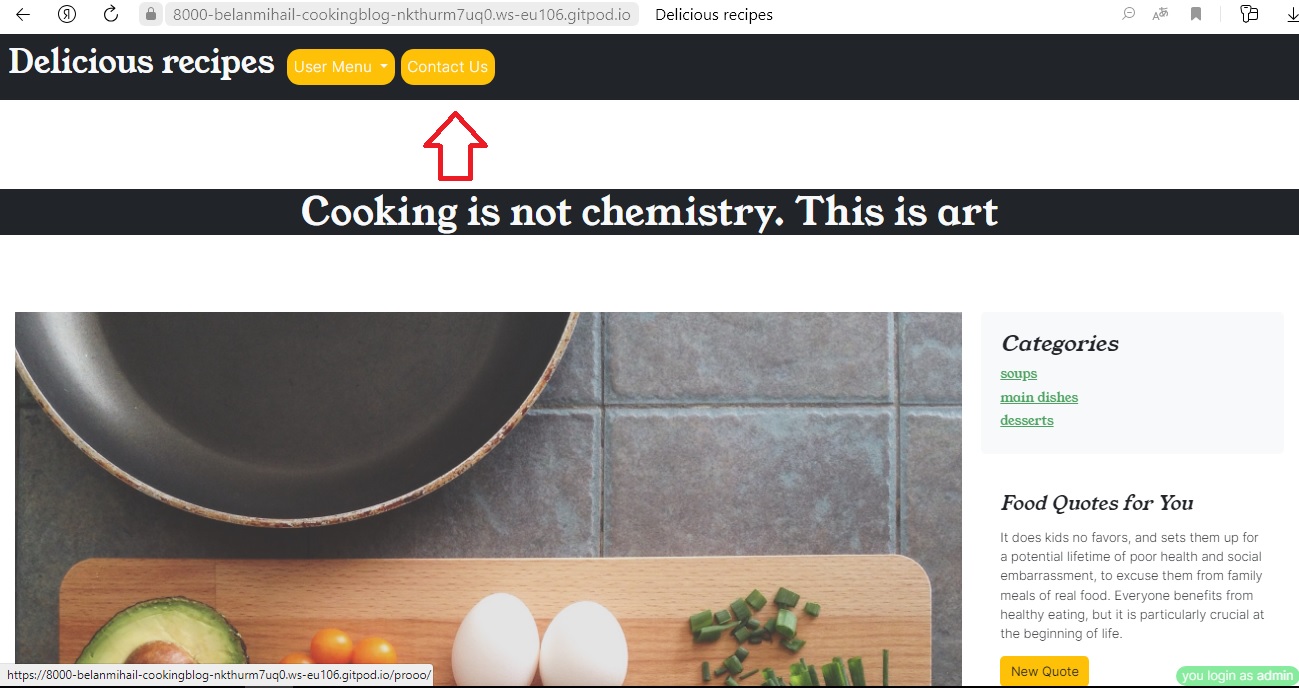 8000-belanmihail-cookingblog-nkthurm7uq0.ws-eu106.gitpod.io Delicious recipes
Delicious recipes User Menu Contact Us
Cooking is not chemistry. This is art
Categories
soups
main dishes
desserts
Food Quotes for You
It does kids no favors, and sets them up for
a potential lifetime of poor health and social
embarrassment, to excuse them from family
meals of real food. Everyone benefits from
healthy eating, but it is particularly crucial at
the beginning of life.
New Quote
https://8000-belanmihail-cookingblog-nkthurm7uq0.ws-eu106.gitpod.io/prooo/
you login as admin